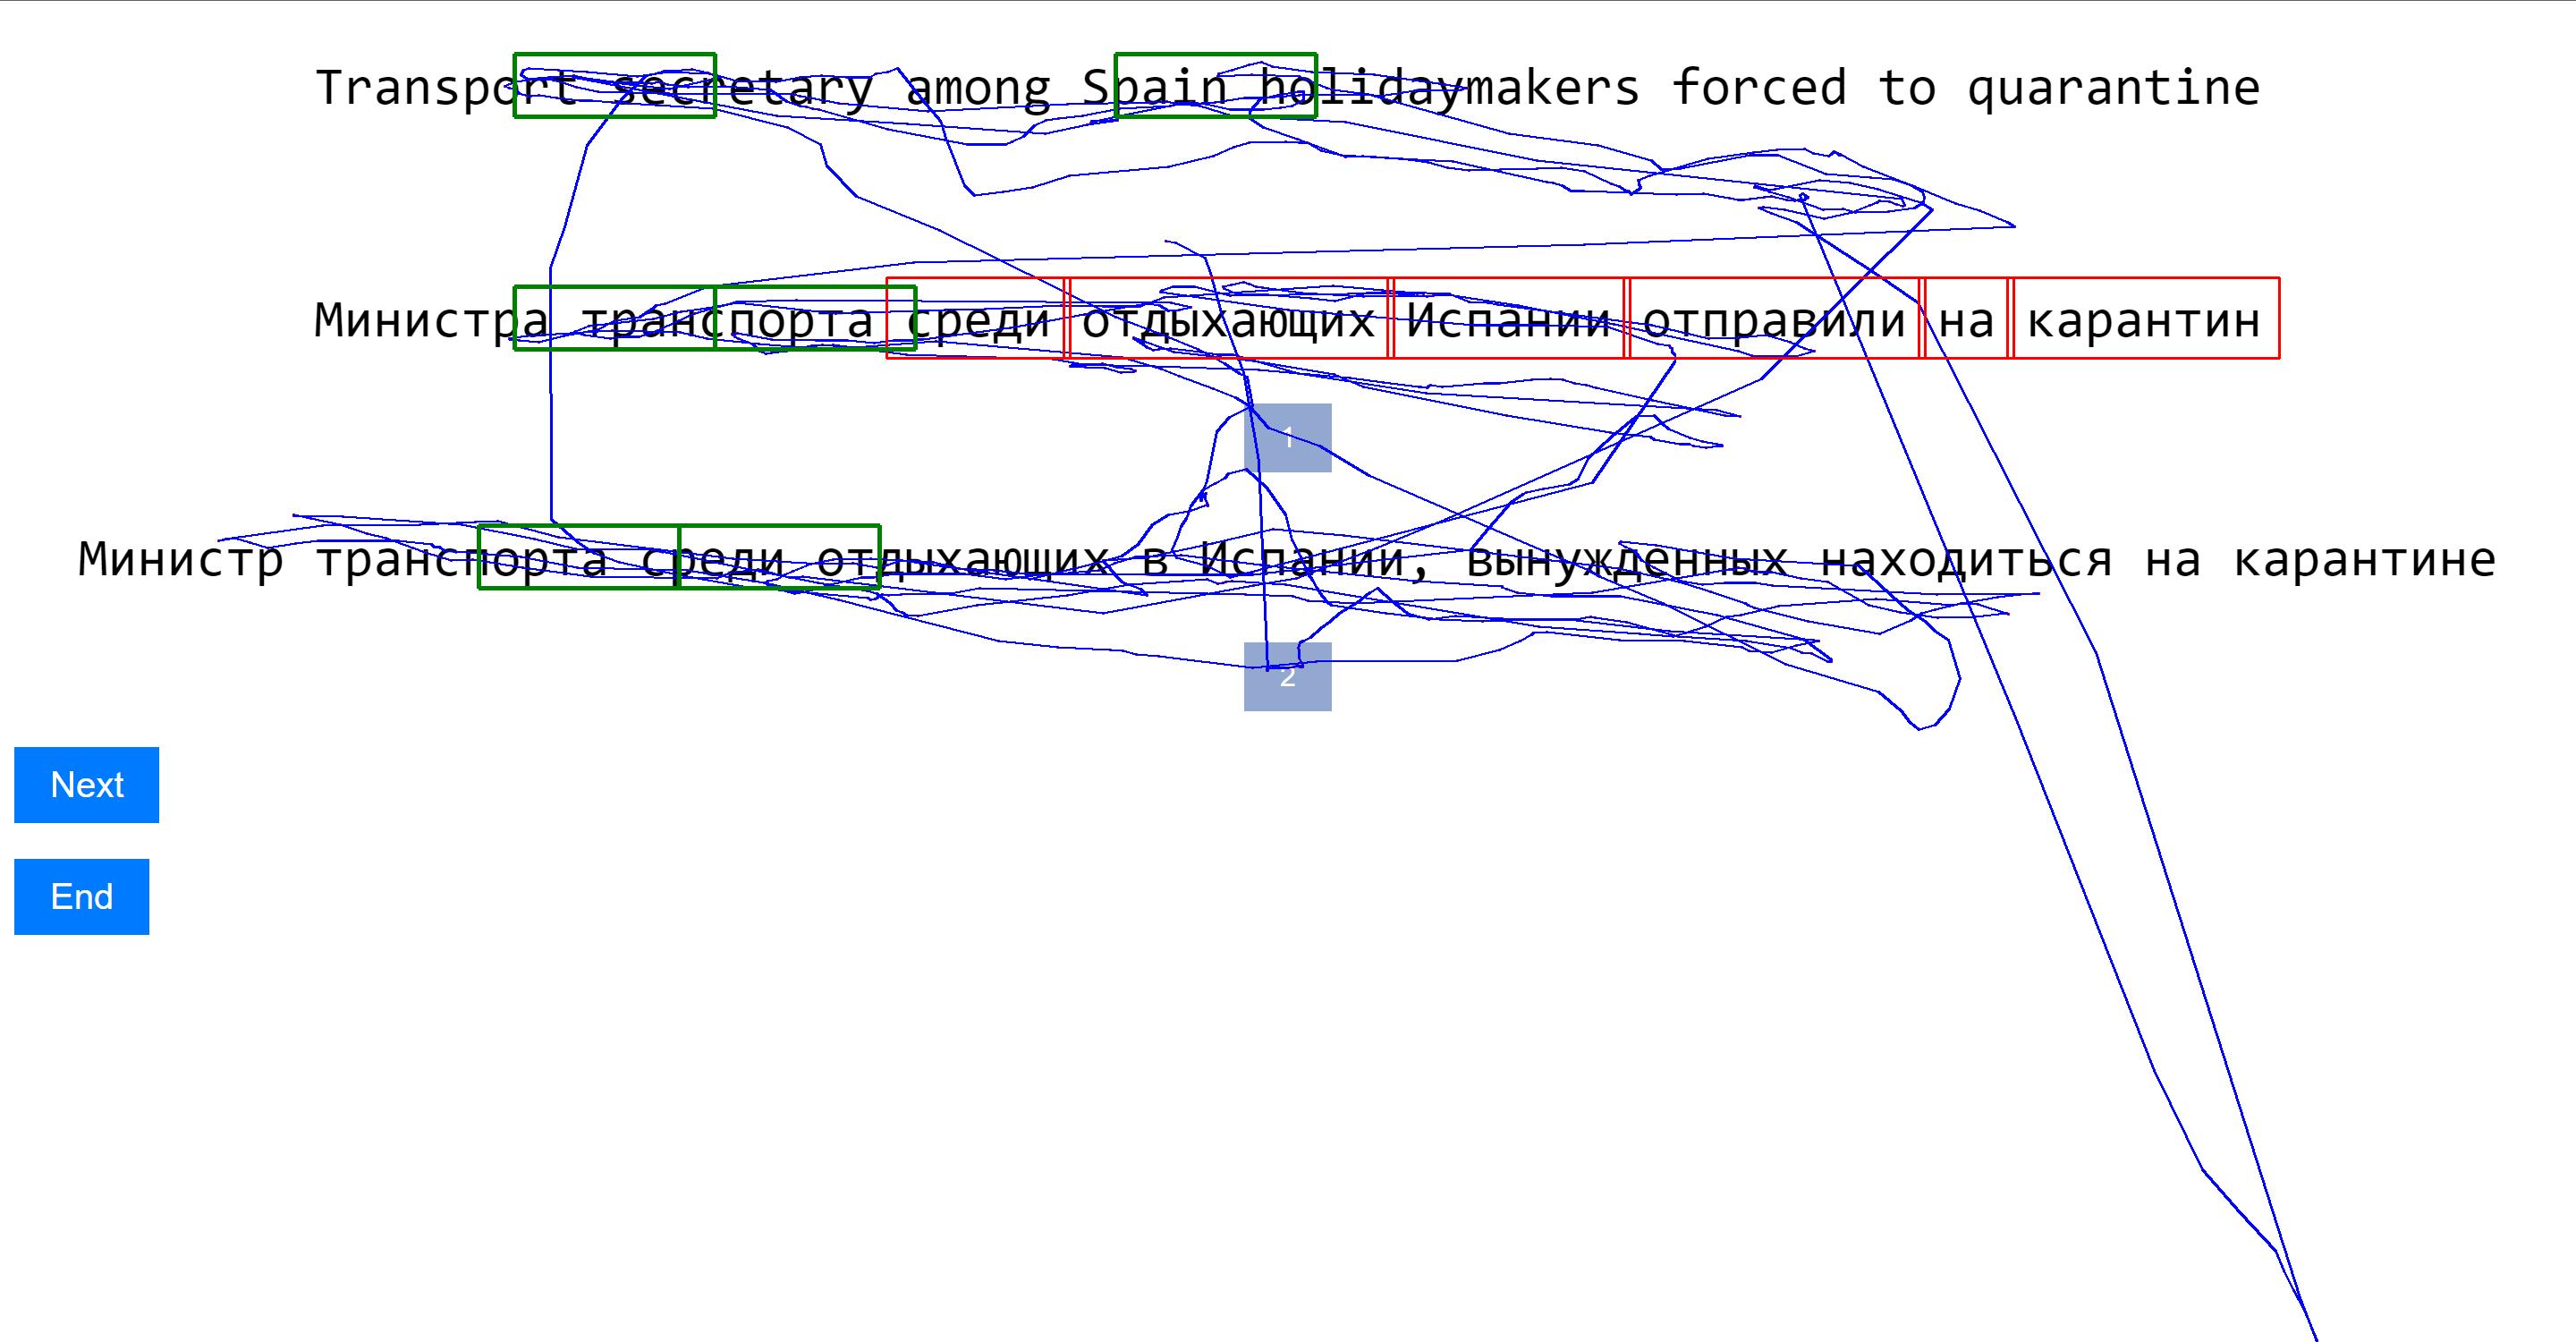 Transport secretary among Spain holidaymakers forced to quarantine
Министра транспорта среди отдыхающих Испании отправили на карантин
1
Министр транспорта среди отдыхающих в Испании, вынужденных находиться на карантине
2
Next
End